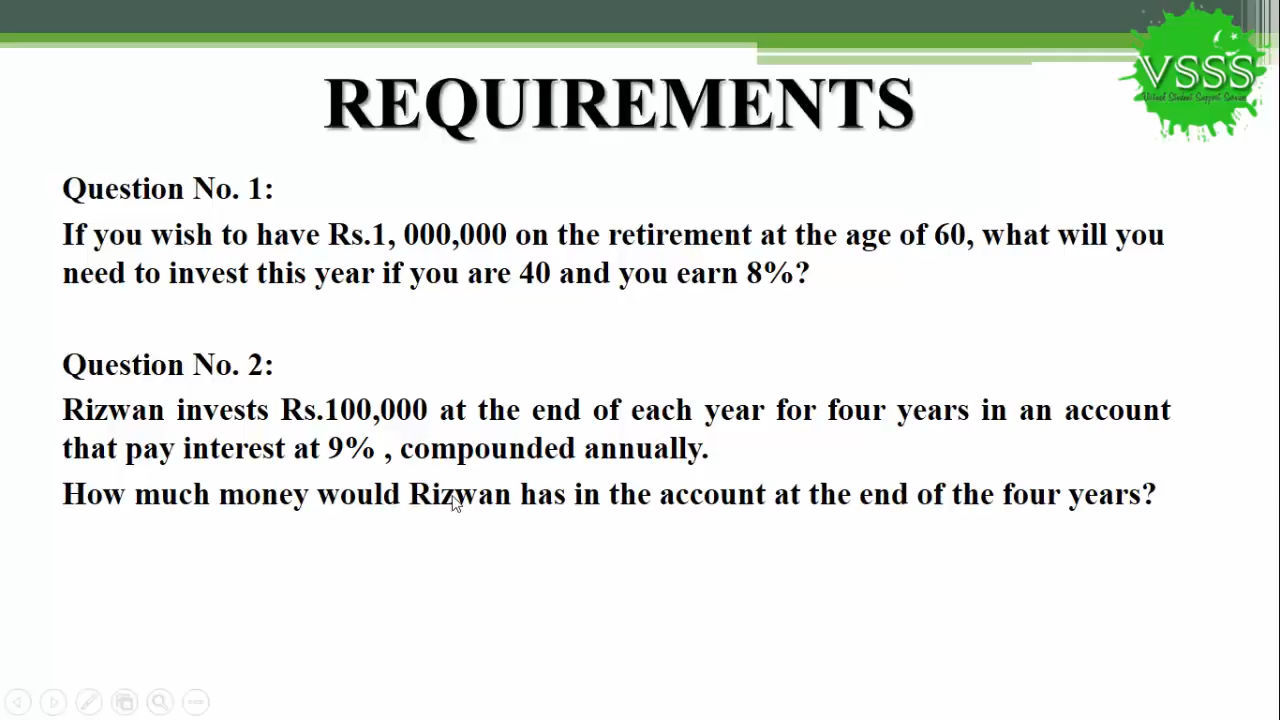 VSSS
Virtual Student Support Service
REQUIREMENTS
Question No. 1:
If you wish to have Rs.1, 000,000 on the retirement at the age of 60, what will you
need to invest this year if you are 40 and you earn 8%?
Question No. 2:
Rizwan invests Rs.100,000 at the end of each year for four years in an account
that pay interest at 9% , compounded annually.
How much money would Rizwan has in the account at the end of the four years?